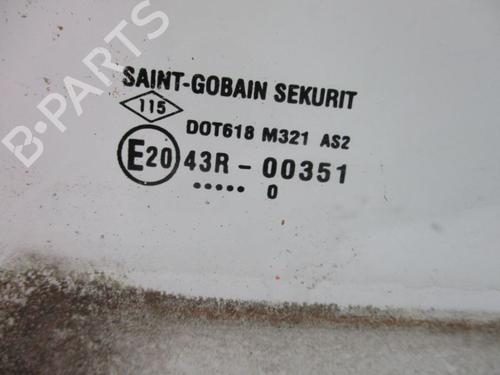 B-PARTS
SAINT-GOBAIN SEKURIT
115
DOT618 M321 AS2
E20 43R - 00351
..... 0